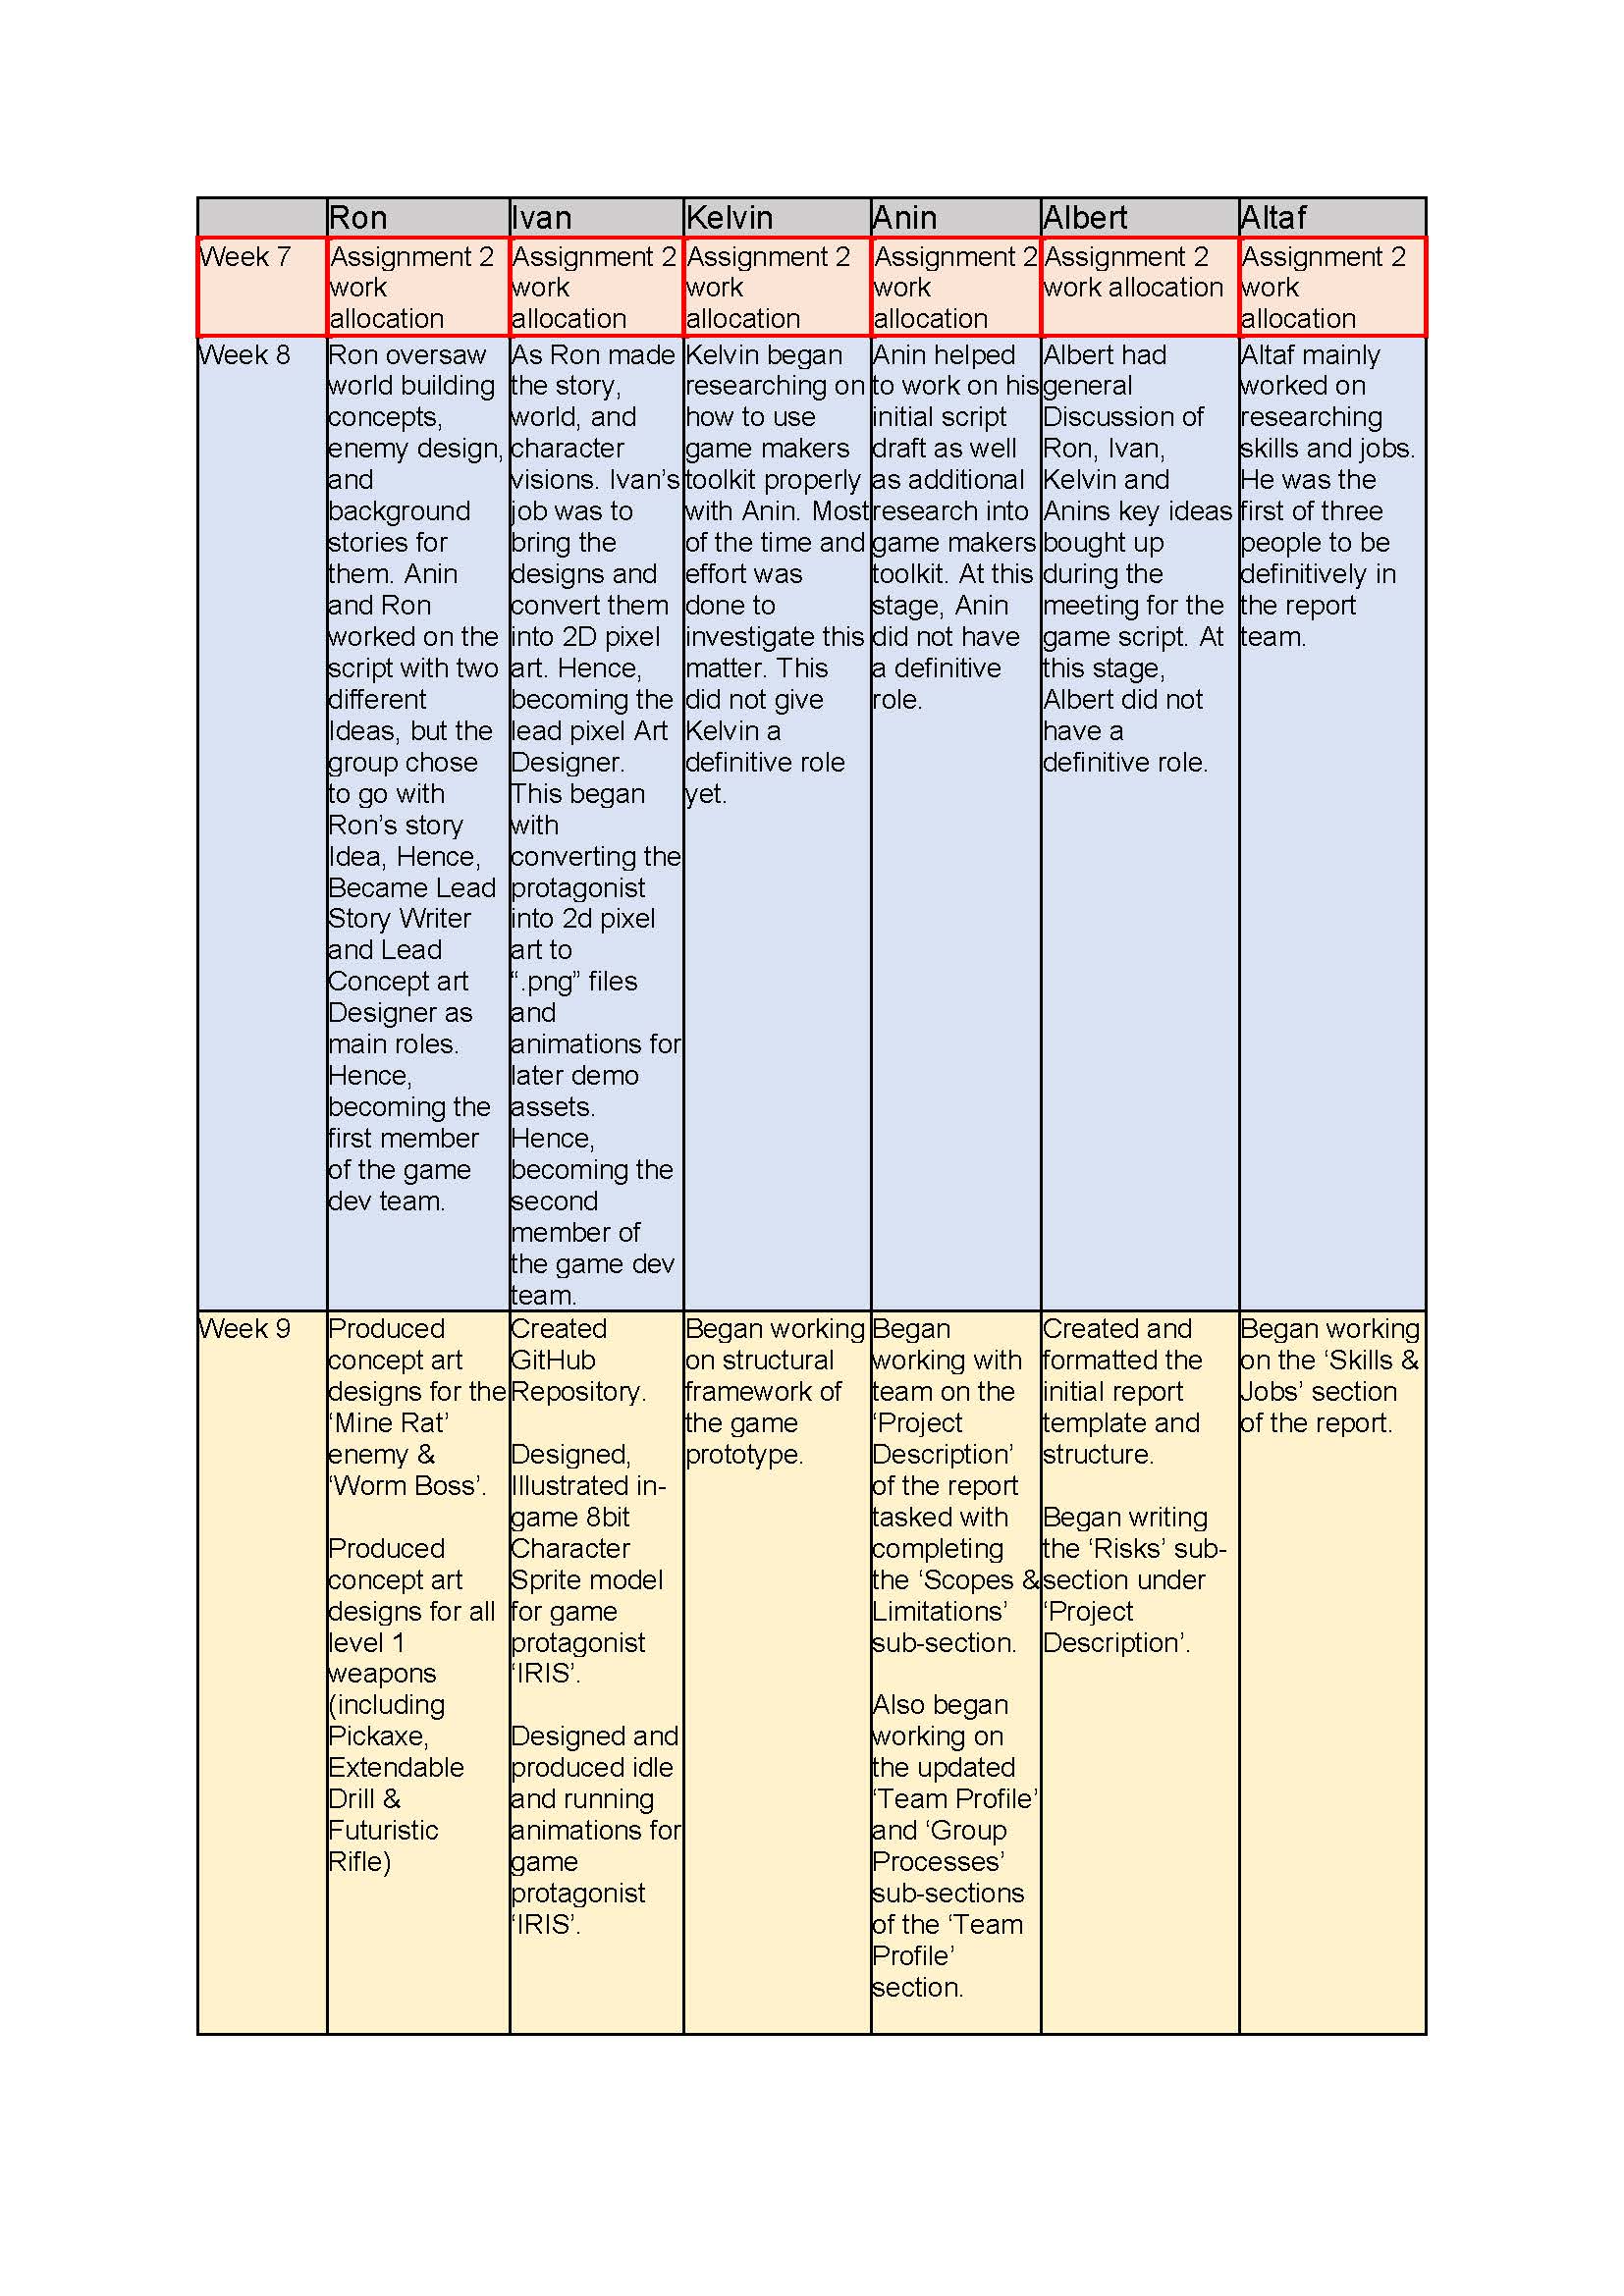 Ron
Ivan
Kelvin
Anin
Albert
Altaf
Week 7
Assignment 2
work
allocation
Assignment 2
work
allocation
Assignment 2
work
allocation
Assignment 2
work
allocation
Assignment 2
work allocation
Assignment 2
work
allocation
Week 8
Ron oversaw
world building
concepts,
enemy design,
and
background
stories for
them. Anin
and Ron
worked on the
script with two
different
Ideas, but the
group chose
to go with
Ron’s story
Idea, Hence,
Became Lead
Story Writer
and Lead
Concept art
Designer as
main roles.
Hence,
becoming the
first member
of the game
dev team.
As Ron made
the story,
world, and
character
visions. Ivan’s
job was to
bring the
designs and
convert them
into 2D pixel
art. Hence,
becoming the
lead pixel Art
Designer.
This began
with
converting the
protagonist
into 2d pixel
art to
“.png” files
and
animations for
later demo
assets.
Hence,
becoming the
second
member of
the game dev
team.
Kelvin began
researching on
how to use
game makers
toolkit properly
with Anin. Most
of the time and
effort was
done to
investigate this
matter. This
did not give
Kelvin a
definitive role
yet.
Anin helped
to work on his
initial script
draft as well
as additional
research into
game makers
toolkit. At this
stage, Anin
did not have
a definitive
role.
Albert had
general
Discussion of
Ron, Ivan,
Kelvin and
Anins key ideas
bought up
during the
meeting for the
game script. At
this stage,
Albert did not
have a
definitive role.
Altaf mainly
worked on
researching
skills and jobs.
He was the
first of three
people to be
definitively in
the report
team.
Week 9
Produced
concept art
designs for the
‘Mine Rat’
enemy &
‘Worm Boss’.
Produced
concept art
designs for all
level 1
weapons
(including
Pickaxe,
Extendable
Drill &
Futuristic
Rifle)
Created
GitHub
Repository.
Designed,
Illustrated in-
game 8bit
Character
Sprite model
for game
protagonist
‘IRIS’.
Designed and
produced idle
and running
animations for
game
protagonist
‘IRIS’.
Began working
on structural
framework of
the game
prototype.
Began
working with
team on the
‘Project
Description’
of the report
tasked with
completing
the ‘Scopes &
Limitations’
sub-section.
Also began
working on
the updated
‘Team Profile’
and ‘Group
Processes’
sub-sections
of the ‘Team
Profile’
section.
Created and
formatted the
initial report
template and
structure.
Began writing
the ‘Risks’ sub-
section under
‘Project
Description’.
Began working
on the ‘Skills &
Jobs’ section
of the report.